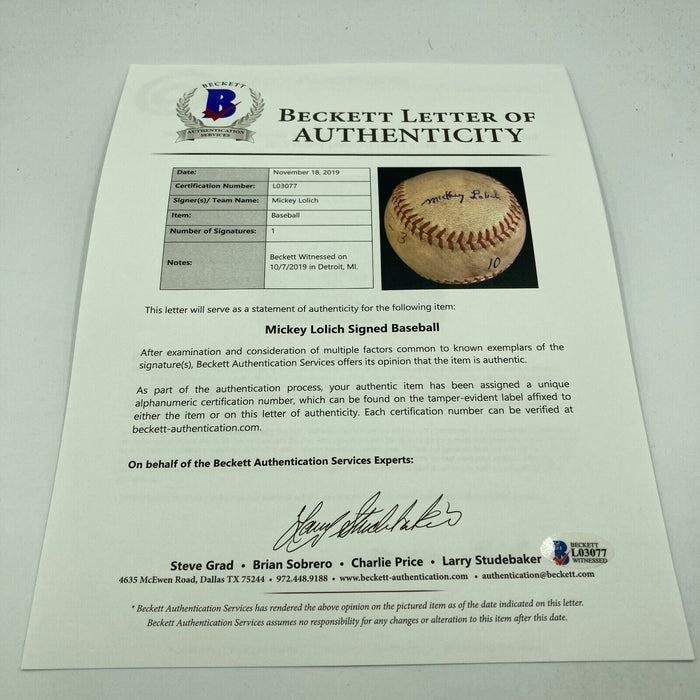 BECKETT
B
AUTHENTICATION
SERVICES
BECKETT LETTER OF
AUTHENTICITY
Date: November 18, 2019
Certification Number: L03077
Signer(s)/ Team Name: Mickey Lolich
Item: Baseball
Number of Signatures: 1
Notes: Beckett Witnessed on
10/7/2019 in Detroit, MI.
Mickey Lolich
3
10
This letter will serve as a statement of authenticity for the following item:
Mickey Lolich Signed Baseball
After examination and consideration of multiple factors common to known exemplars of the
signature(s), Beckett Authentication Services offers its opinion that the item is authentic.
As part of the authentication process, your authentic item has been assigned a unique
alphanumeric certification number, which can be found on the tamper-evident label affixed to
either the item or on this letter of authenticity. Each certification number can be verified at
beckett-authentication.com.
On behalf of the Beckett Authentication Services Experts:
Larry Studebaker
Steve Grad • Brian Sobrero • Charlie Price • Larry Studebaker
BECKETT
L03077
WITNESSED
4635 McEwen Road, Dallas TX 75244 • 972.448.9188 • www.beckett-authentication.com • authentication@beckett.com
* Beckett Authentication Services has rendered the above opinion on the pictured item as of the date indicated on this letter.
Beckett Authentication Services assumes no responsibility for any changes or alteration to this item after this date.